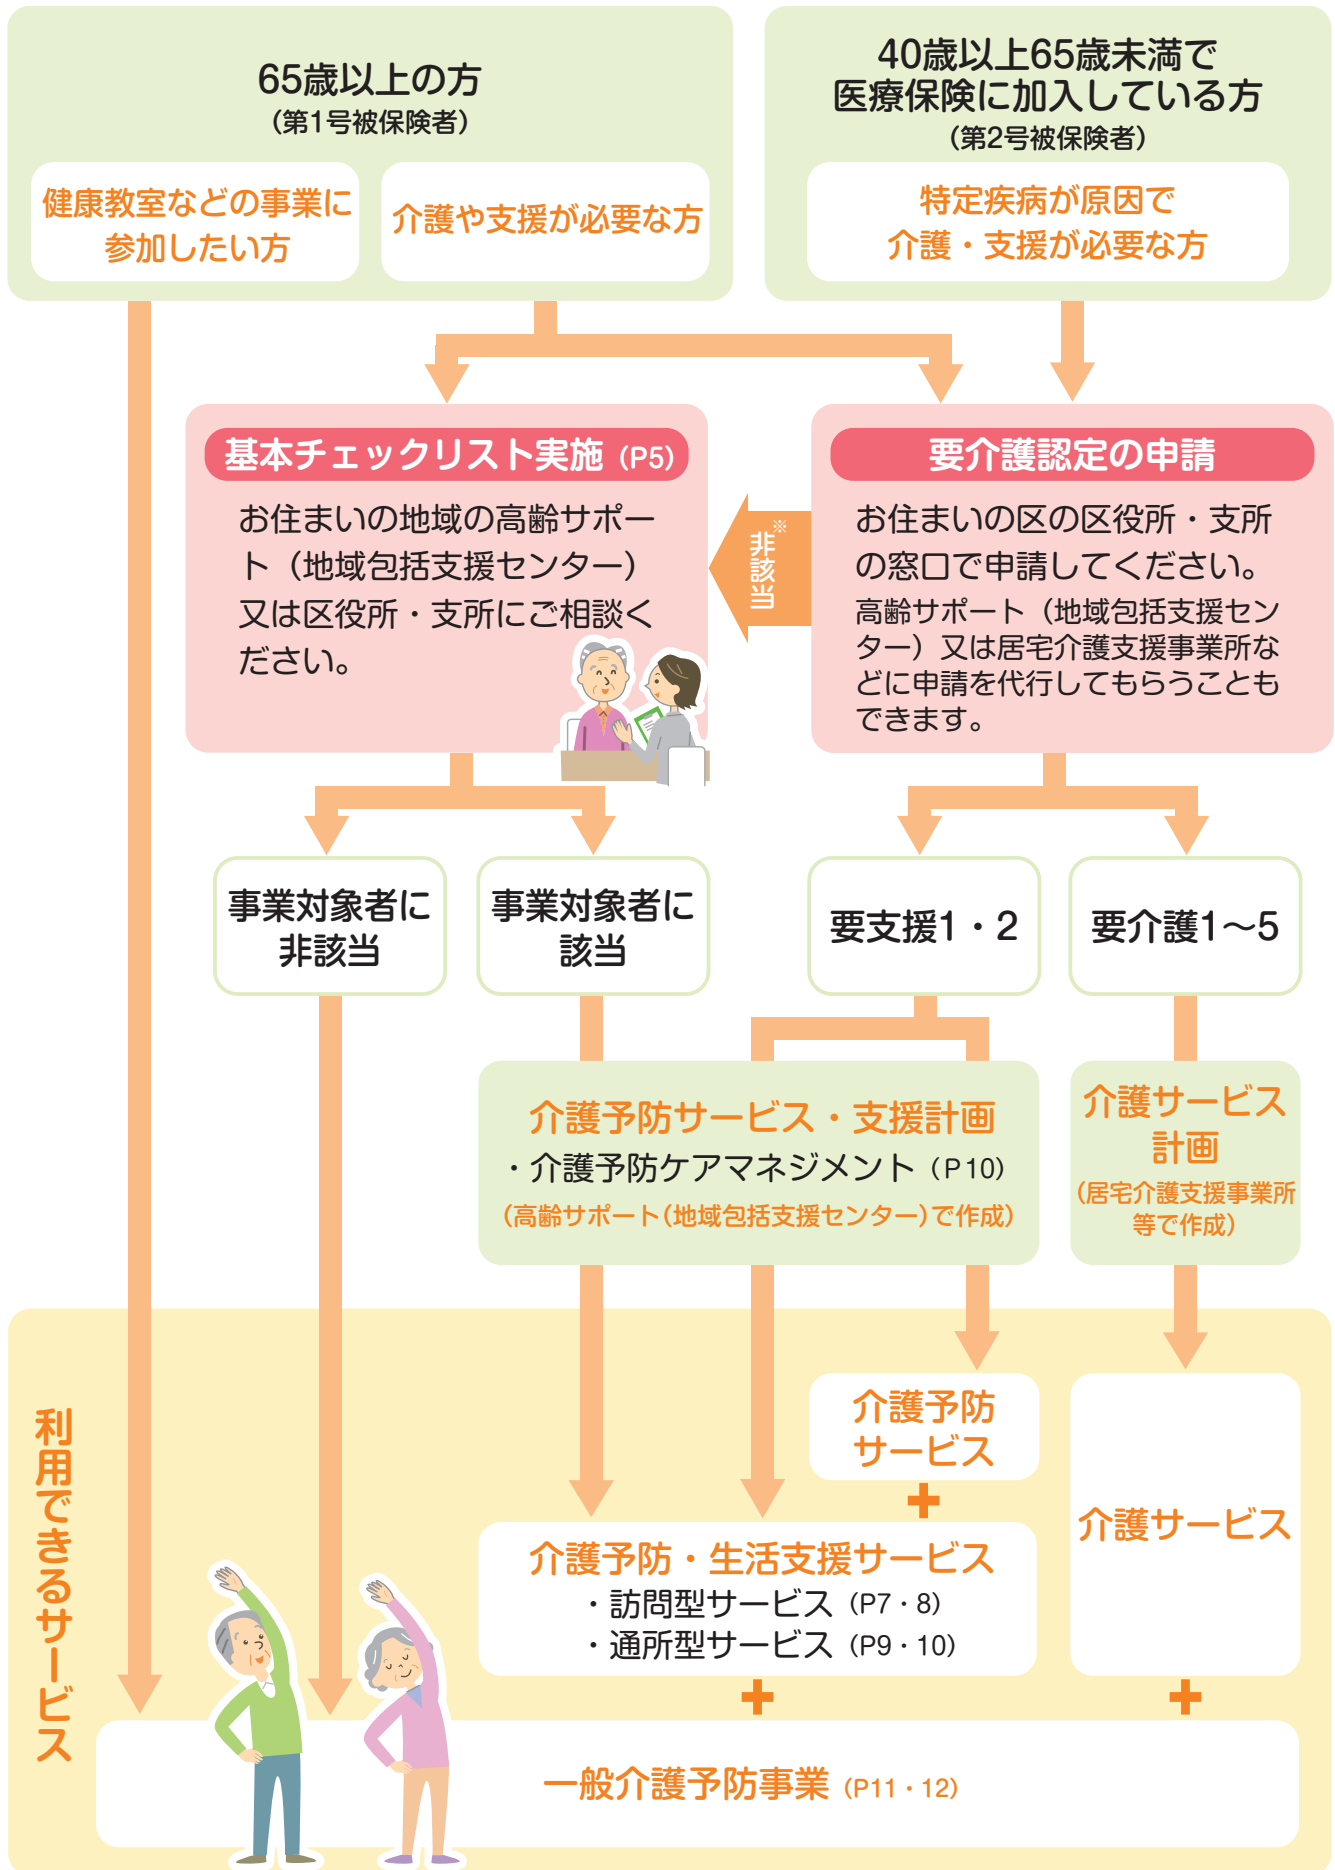 65歳以上の方
（第1号被保険者）
健康教室などの事業に
参加したい方
介護や支援が必要な方
40歳以上65歳未満で
医療保険に加入している方
（第2号被保険者）
特定疾病が原因で
介護・支援が必要な方
基本チェックリスト実施（P5）
お住まいの地域の高齢サポー
ト（地域包括支援センター）
又は区役所・支所にご相談く
ださい。
非該当※
要介護認定の申請
お住まいの区の区役所・支所
の窓口で申請してください。
高齢サポート（地域包括支援セン
ター）又は居宅介護支援事業所な
どに申請を代行してもらうことも
できます。
事業対象者に
非該当
事業対象者に
該当
要支援1・2
要介護1〜5
介護予防サービス・支援計画
・介護予防ケアマネジメント（P10）
（高齢サポート（地域包括支援センター）で作成）
介護サービス
計画
（居宅介護支援事業所
等で作成）
利用できるサービス
介護予防
サービス
+
介護予防・生活支援サービス
・訪問型サービス（P7・8）
・通所型サービス（P9・10）
介護サービス
+
+
一般介護予防事業（P11・12）